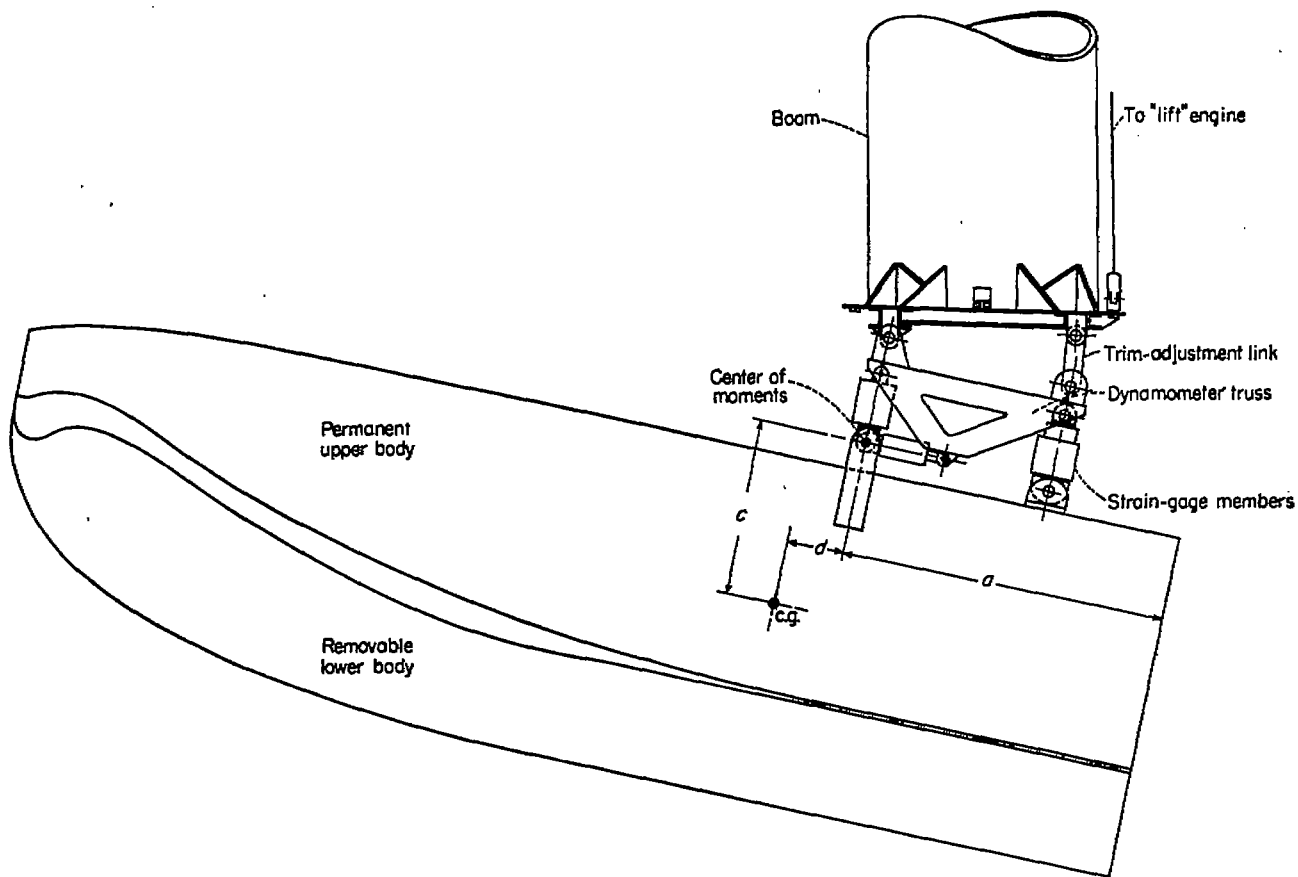 Boom
To "lift" engine
Trim-adjustment link
Center of
moments
Dynamometer truss
Permanent
upper body
Strain-gage members
c
d
a
c.g.
Removable
lower body